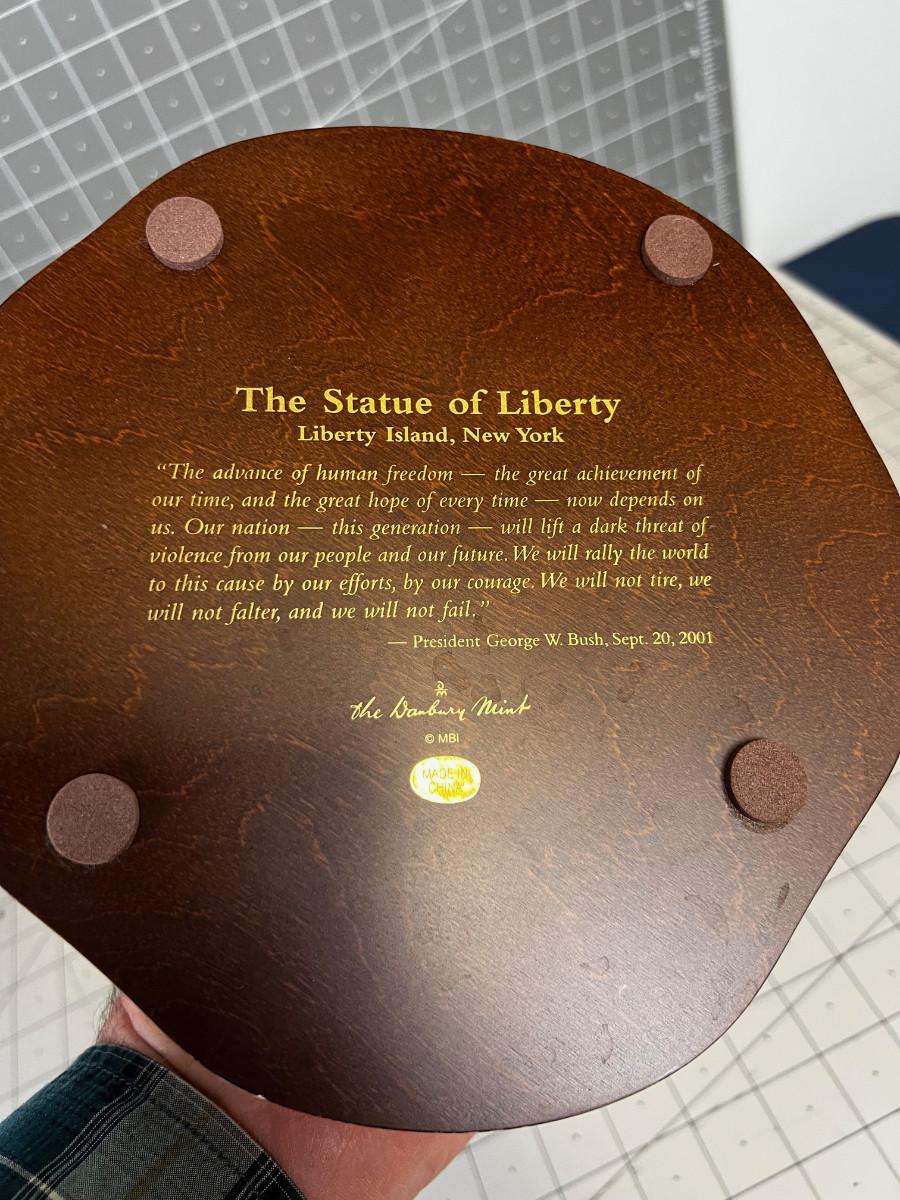 The Statue of Liberty
Liberty Island, New York
“The advance of human freedom — the great achievement of
our time, and the great hope of every time — now depends on
us. Our nation — this generation — will lift a dark threat of
violence from our people and our future. We will rally the world
to this cause by our efforts, by our courage. We will not tire, we
will not falter, and we will not fail.”
— President George W. Bush, Sept. 20, 2001
the Danbury Mint
© MBI
MADE IN
CHINA